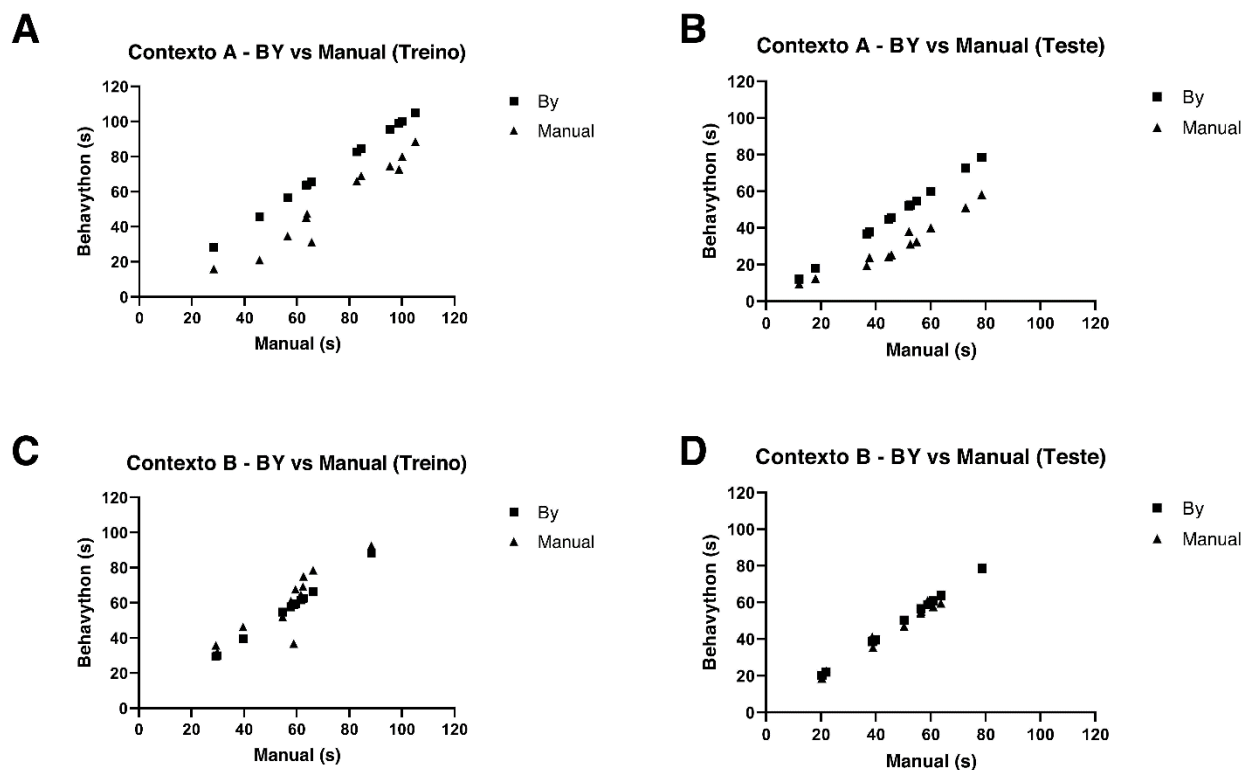 A
Contexto A - BY vs Manual (Treino)
120
100
80
60
40
20
0
Behavython (s)
0 20 40 60 80 100 120
Manual (s)
By
Manual
B
Contexto A - BY vs Manual (Teste)
120
100
80
60
40
20
0
Behavython (s)
0 20 40 60 80 100 120
Manual (s)
By
Manual
C
Contexto B - BY vs Manual (Treino)
120
100
80
60
40
20
0
Behavython (s)
0 20 40 60 80 100 120
Manual (s)
By
Manual
D
Contexto B - BY vs Manual (Teste)
120
100
80
60
40
20
0
Behavython (s)
0 20 40 60 80 100 120
Manual (s)
By
Manual